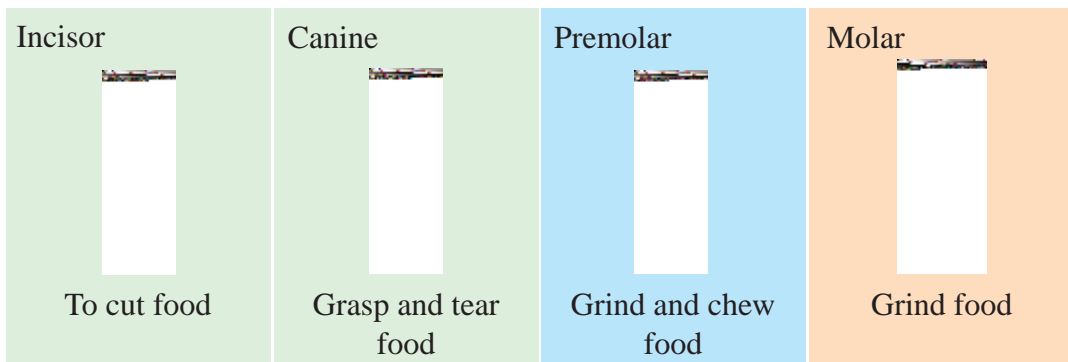 Incisor
To cut food
Canine
Grasp and tear
food
Premolar
Grind and chew
food
Molar
Grind food